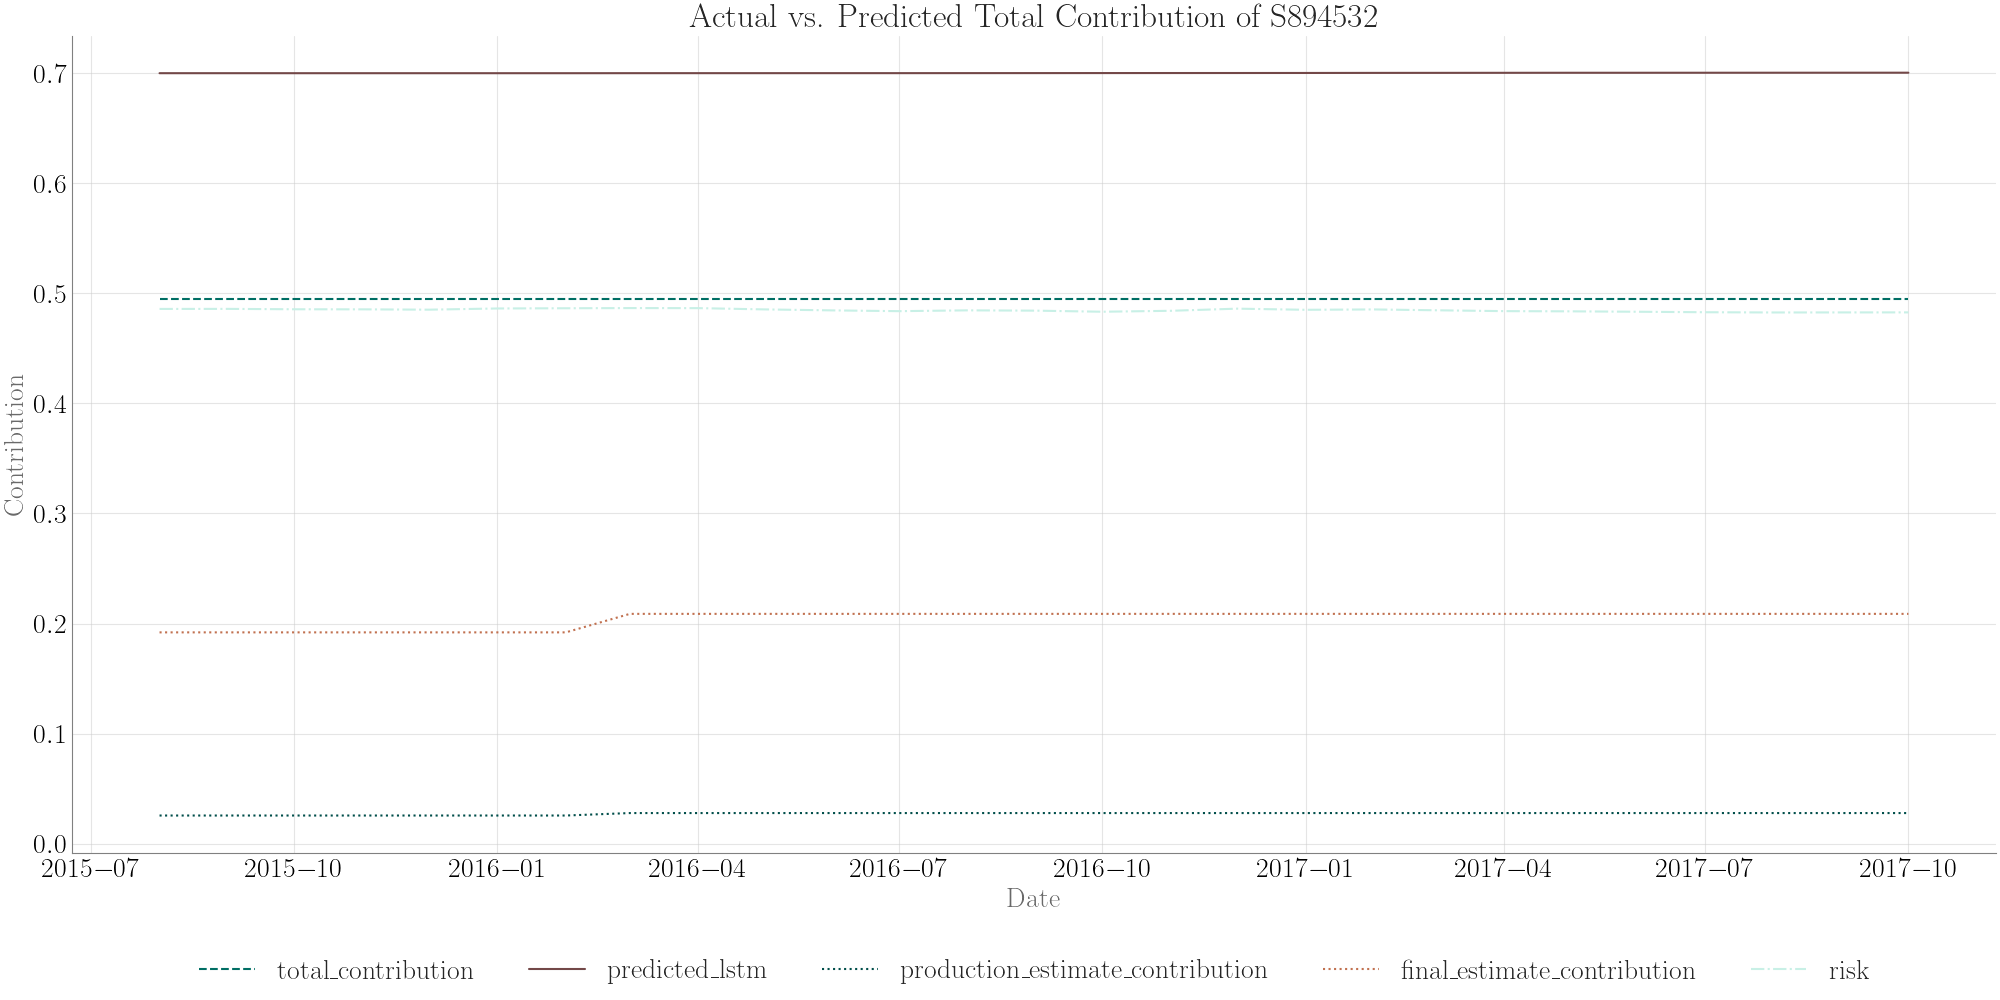 Actual vs. Predicted Total Contribution of S894532
Contribution
0.7
0.6
0.5
0.4
0.3
0.2
0.1
0.0
2015–07 2015–10 2016–01 2016–04 2016–07 2016–10 2017–01 2017–04 2017–07 2017–10
Date
total_contribution predicted_lstm production_estimate_contribution final_estimate_contribution risk